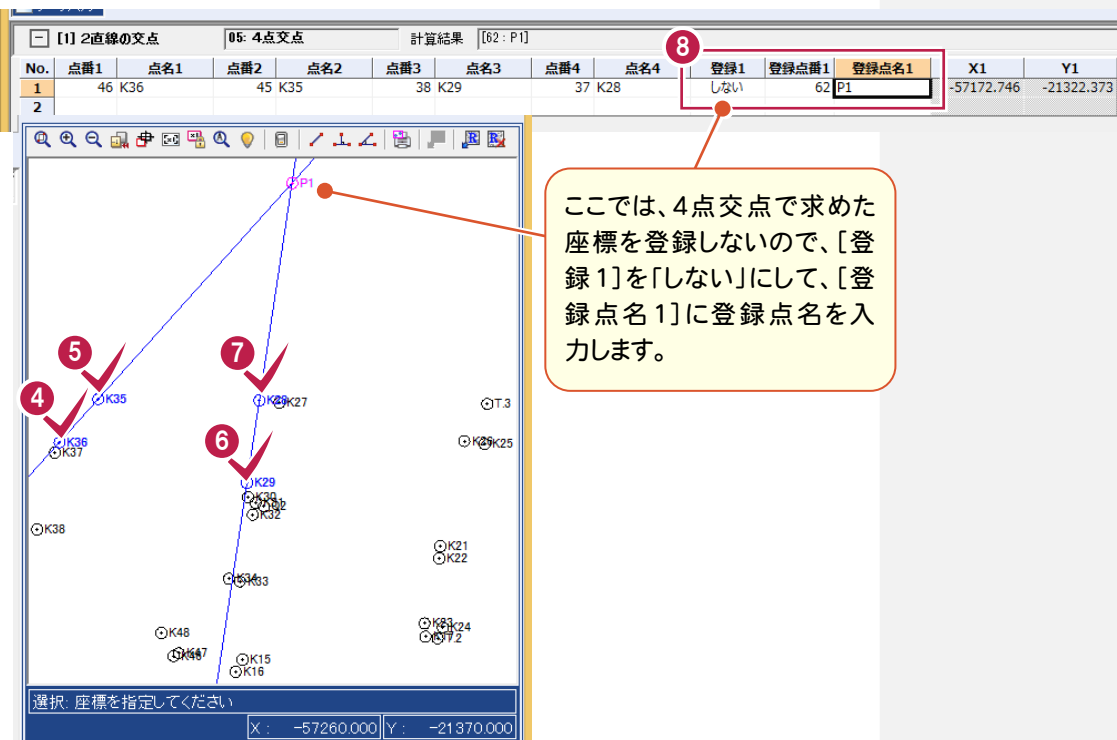 [1] 2直線の交点 05: 4点交点 計算結果 [62 : P1]
8
No. 点番1 点名1 点番2 点名2 点番3 点名3 点番4 点名4 登録1 登録点番1 登録点名1 X1 Y1
1 46 K36 45 K35 38 K29 37 K28 しない 62 P1 -57172.746 -21322.373
2
P1
ここでは、4点交点で求めた
座標を登録しないので、[登
録1]を「しない」にして、[登
録点名1]に登録点名を入
力します。
5 7
4 K35 K28 K27 T.3
6
K36 K26 K25
K37
K29
K30
K32
K38
K21
K22
K34 K33
K23 K24
K48 T.2
K47
K15
K16
選択: 座標を指定してください
X : -57260.000 Y : -21370.000